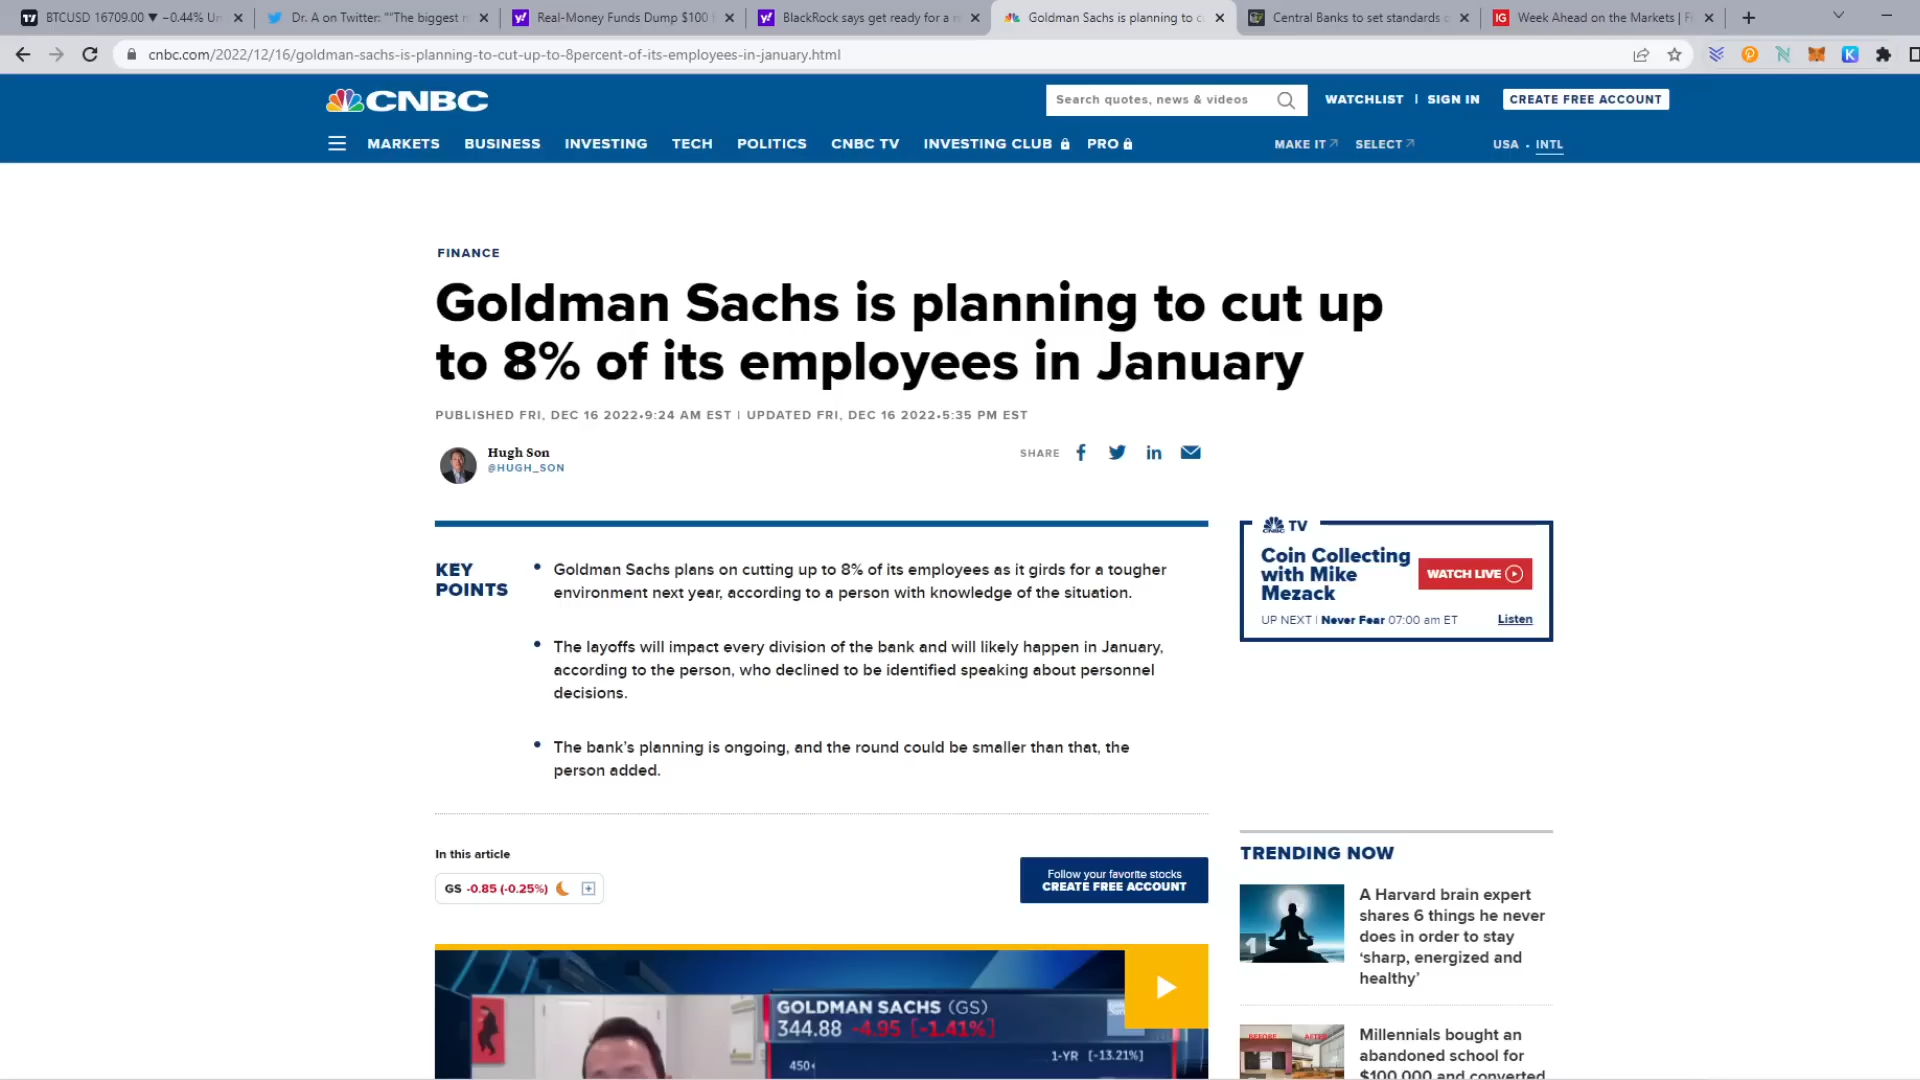 BTCUSD 16709.00 ▼ −0.44% Un
Dr. A on Twitter: ""The biggest m
Real-Money Funds Dump $100
BlackRock says get ready for a
Goldman Sachs is planning to c
Central Banks to set standards
Week Ahead on the Markets |
cnbc.com/2022/12/16/goldman-sachs-is-planning-to-cut-up-to-8percent-of-its-employees-in-january.html
CNBC
Search quotes, news & videos
WATCHLIST | SIGN IN
CREATE FREE ACCOUNT
MARKETS BUSINESS INVESTING TECH POLITICS CNBC TV INVESTING CLUB PRO
MAKE IT SELECT
USA • INTL
FINANCE
Goldman Sachs is planning to cut up
to 8% of its employees in January
PUBLISHED FRI, DEC 16 2022•9:24 AM EST | UPDATED FRI, DEC 16 2022•5:35 PM EST
Hugh Son
@HUGH_SON
SHARE
KEY
POINTS
• Goldman Sachs plans on cutting up to 8% of its employees as it girds for a tougher
environment next year, according to a person with knowledge of the situation.
• The layoffs will impact every division of the bank and will likely happen in January,
according to the person, who declined to be identified speaking about personnel
decisions.
• The bank's planning is ongoing, and the round could be smaller than that, the
person added.
In this article
GS -0.85 (-0.25%)
Follow your favorite stocks
CREATE FREE ACCOUNT
GOLDMAN SACHS (GS)
344.88 -4.95 [-1.41%]
1-YR [-13.21%]
450
CNBC TV
Coin Collecting
with Mike
Mezack
WATCH LIVE
UP NEXT | Never Fear 07:00 am ET
Listen
TRENDING NOW
1
A Harvard brain expert
shares 6 things he never
does in order to stay
‘sharp, energized and
healthy’
BEFORE AFTER
Millennials bought an
abandoned school for
$100,000 and converted